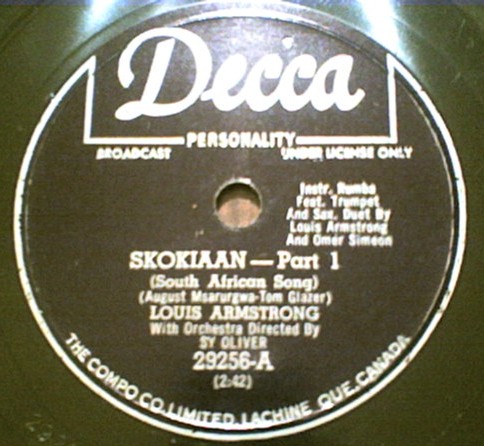 Decca
PERSONALITY
BROADCAST UNDER LICENSE ONLY
Instr. Rumba
Feat. Trumpet
And Sax. Duet By
Louis Armstrong
And Omer Simeon
SKOKIAAN — Part 1
(South African Song)
(August Msarurgwa-Tom Glazer)
LOUIS ARMSTRONG
With Orchestra Directed By
SY OLIVER
29256-A
(2:42)
THE COMPO CO. LIMITED. LACHINE QUE. CANADA